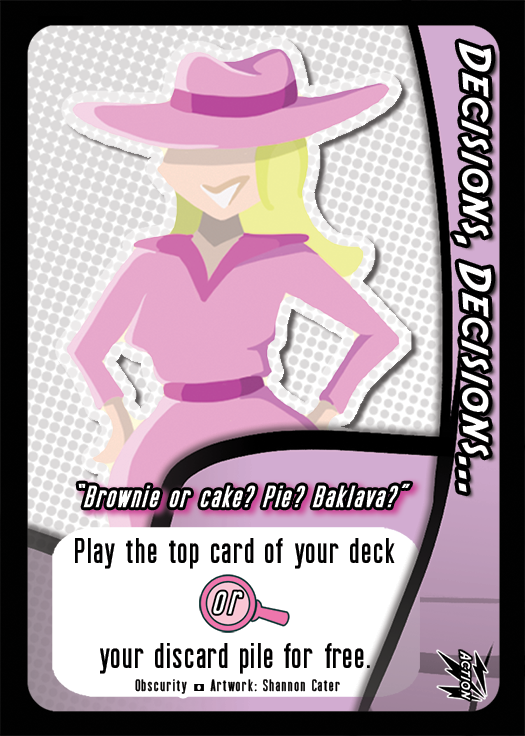 Decisions, Decisions...
"Brownie or cake? Pie? Baklava?"
Play the top card of your deck
or
your discard pile for free.
Obscurity Artwork: Shannon Cater
Action